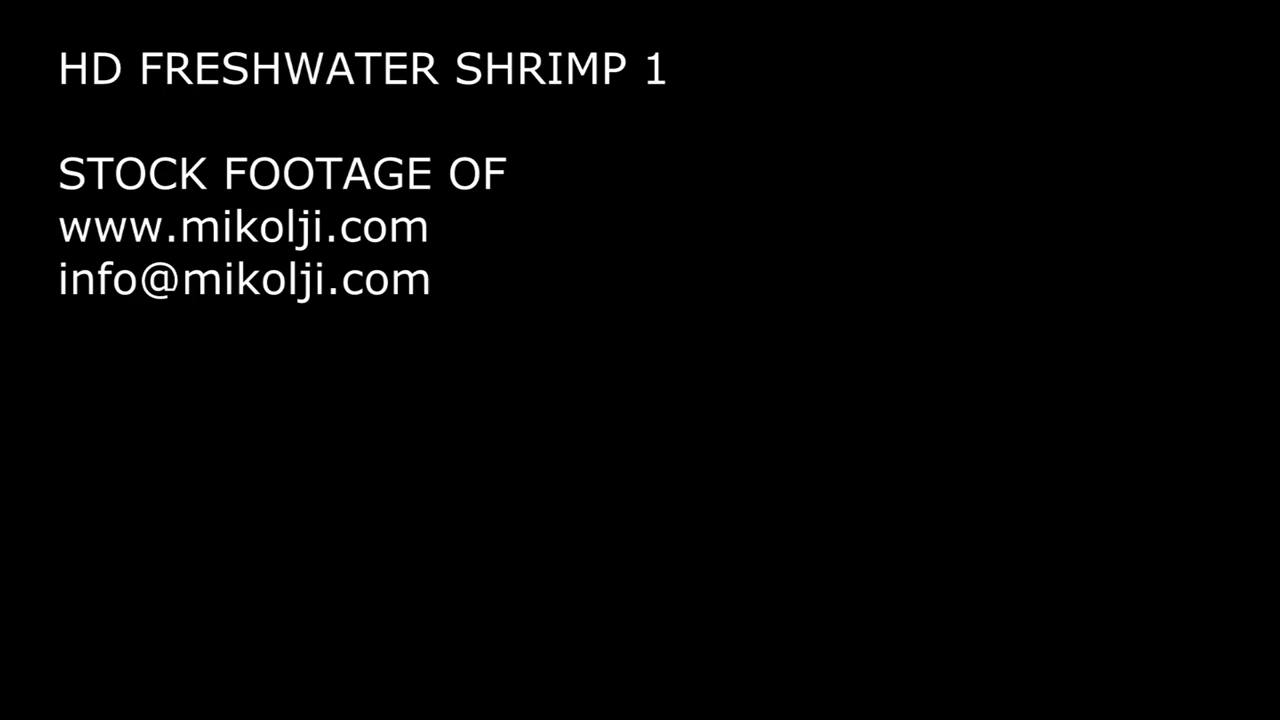 HD FRESHWATER SHRIMP 1
STOCK FOOTAGE OF
www.mikolji.com
info@mikolji.com